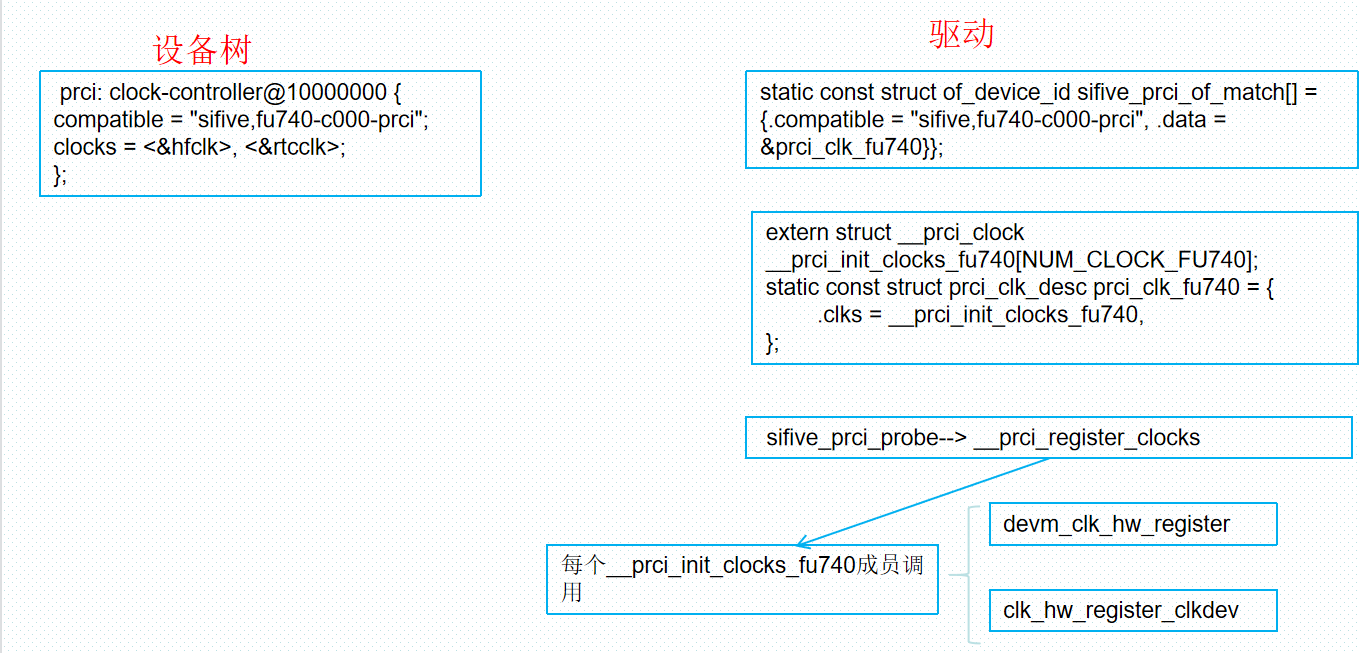 设备树
prci: clock-controller@10000000 {
compatible = "sifive,fu740-c000-prci";
clocks = <&hfclk>, <&rtcclk>;
};
驱动
static const struct of_device_id sifive_prci_of_match[] =
{.compatible = "sifive,fu740-c000-prci", .data =
&prci_clk_fu740}};
extern struct __prci_clock
__prci_init_clocks_fu740[NUM_CLOCK_FU740];
static const struct prci_clk_desc prci_clk_fu740 = {
.clks = __prci_init_clocks_fu740,
};
sifive_prci_probe--> __prci_register_clocks
每个__prci_init_clocks_fu740成员调
用
devm_clk_hw_register
clk_hw_register_clkdev